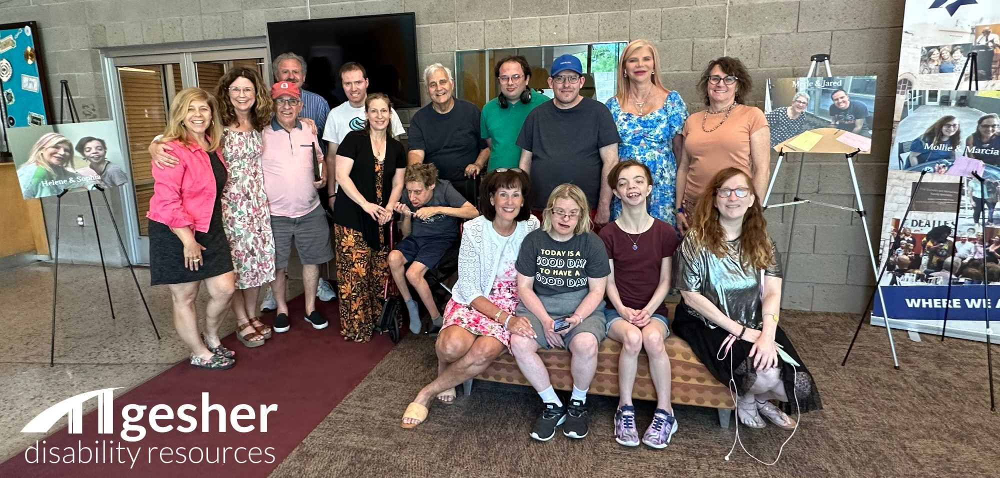 Helene & Sophia
Merle & Jared
Mollie & Marcia
BEATLES
TODAY IS A
GOOD DAY
TO HAVE A
GOOD DAY
WHERE WE A
gesher
disability resources